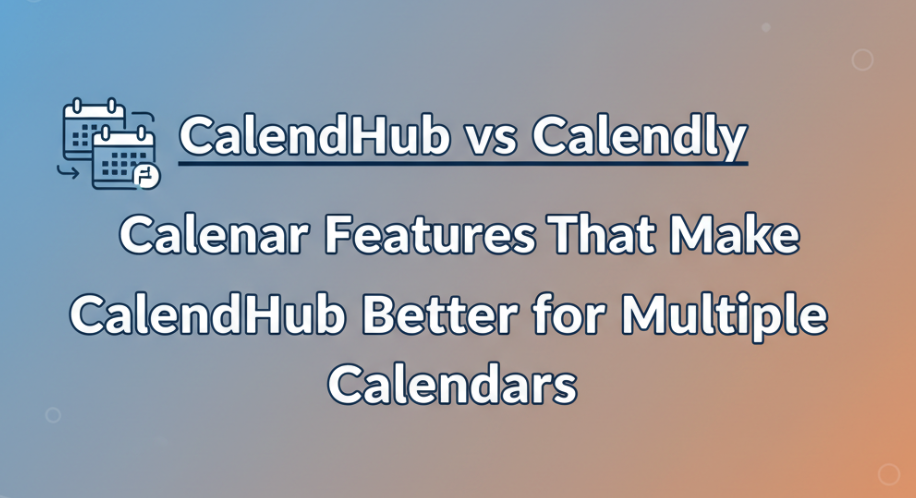 CalendHub vs Calendly
Calenar Features That Make
CalendHub Better for Multiple
Calendars